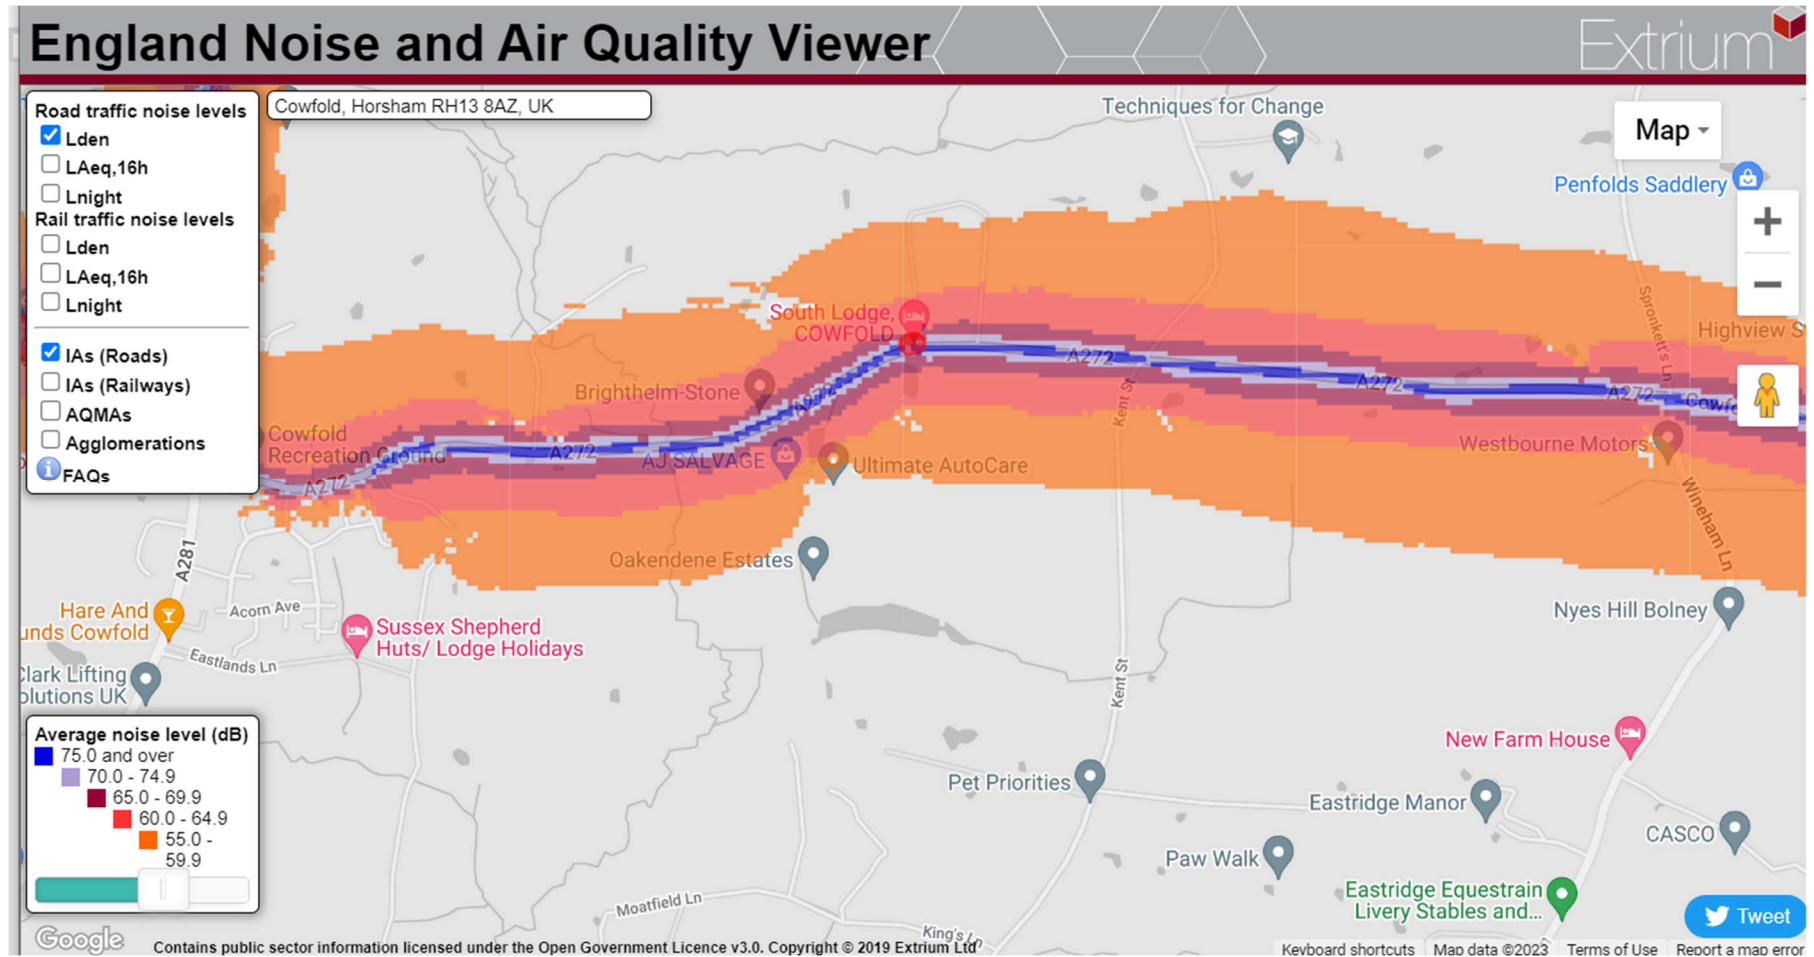 England Noise and Air Quality Viewer
Extrium
Road traffic noise levels
Lden
LAeq,16h
Lnight
Rail traffic noise levels
Lden
LAeq,16h
Lnight
IAs (Roads)
IAs (Railways)
AQMAs
Agglomerations
FAQs
Cowfold, Horsham RH13 8AZ, UK
Techniques for Change
Map
Penfolds Saddlery
+
−
South Lodge,
COWFOLD
Spronkett's Ln
Highview S
A272
A272
A272
Cowfo
Brighthelm-Stone
A272
Kent St
Cowfold
Recreation Ground
A272
A272
AJ SALVAGE
Ultimate AutoCare
Westbourne Motors
Wineham Ln
A281
Oakendene Estates
Hare And
unds Cowfold
Acorn Ave
Sussex Shepherd
Huts/ Lodge Holidays
Nyes Hill Bolney
Eastlands Ln
Clark Lifting
olutions UK
Kent St
Average noise level (dB)
75.0 and over
70.0 - 74.9
65.0 - 69.9
60.0 - 64.9
55.0 -
59.9
New Farm House
Pet Priorities
Eastridge Manor
CASCO
Paw Walk
Eastridge Equestrain
Livery Stables and...
Moatfield Ln
King's Ln
Tweet
Google
Contains public sector information licensed under the Open Government Licence v3.0. Copyright © 2019 Extrium Ltd
Keyboard shortcuts
Map data ©2023
Terms of Use
Report a map error